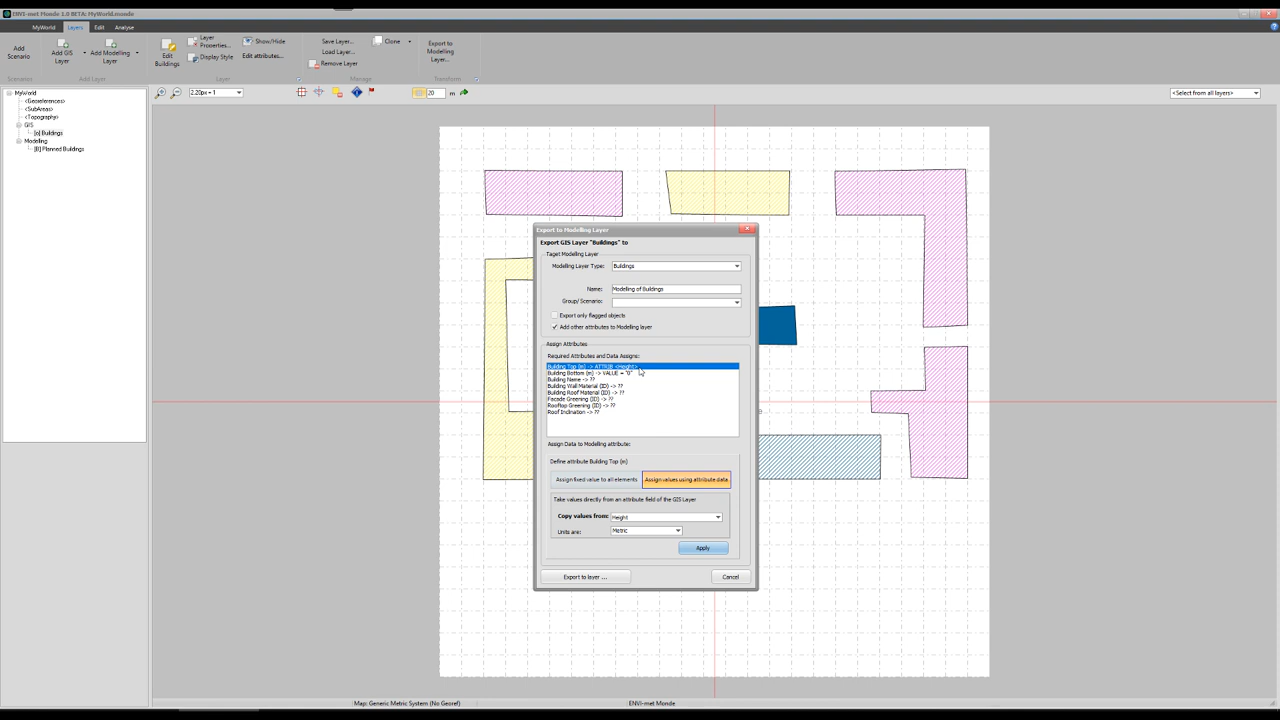 ENVI-met Monde 1.0 BETA: MyWorld.monde
MyWorld Layers Edit Analyse
Add Scenario
Add GIS Layer
Add Modelling Layer
Edit Buildings
Layer Properties...
Display Style
Show/Hide
Edit attributes...
Save Layer...
Load Layer...
Remove Layer
Clone
Export to Modelling Layer...
Scenarios Add Layer Layer Manage Transform
2.20px = 1
20 m
<Select from all layers>
MyWorld
<Georeferences>
<SubAreas>
<Topography>
GIS
[o] Buildings
Modeling
[B] Planned Buildings
Export to Modelling Layer
Export GIS Layer "Buildings" to
Taget Modelling Layer
Modelling Layer Type: Buildings
Name: Modeling of Buildings
Group/ Scenario:
Export only flagged objects
Add other attributes to Modelling layer
Assign Attributes
Required Attributes and Data Assigns:
Building Top (m) -> ATTRIB <Height>
Building Bottom (m) -> VALUE = "0"
Building Name -> ??
Building Wall Material (ID) -> ??
Building Roof Material (ID) -> ??
Facade Greening (ID) -> ??
Rooftop Greening (ID) -> ??
Roof Inclination -> ??
Assign Data to Modelling attribute:
Define attribute Building Top (m)
Assign fixed value to all elements
Assign values using attribute data
Take values directly from an attribute field of the GIS Layer
Copy values from: Height
Units are: Metric
Apply
Export to layer ...
Cancel
Map: Generic Metric System (No Georef)
ENVI-met Monde